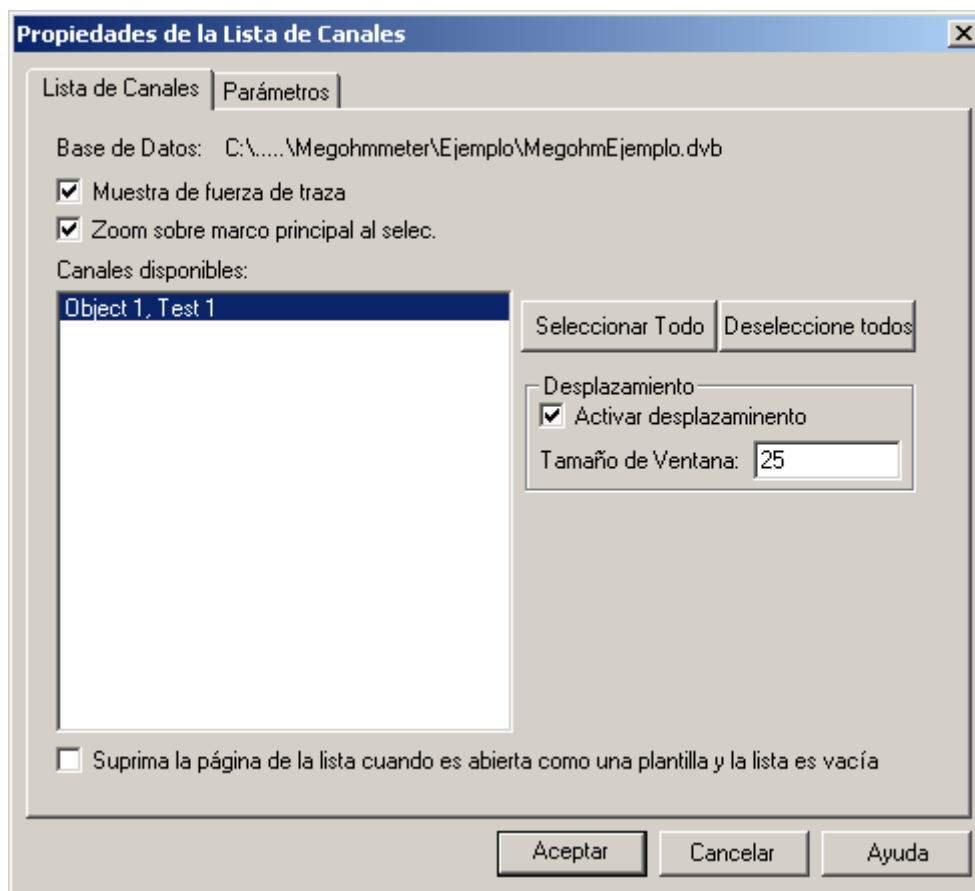 Propiedades de la Lista de Canales
Lista de Canales
Parámetros
Base de Datos: C:\.....\Megohmmeter\Ejemplo\MegohmEjemplo.dvb
Muestra de fuerza de traza
Zoom sobre marco principal al selec.
Canales disponibles:
Object 1, Test 1
Seleccionar Todo
Deseleccione todos
Desplazamiento
Activar desplazaminento
Tamaño de Ventana: 25
Suprima la página de la lista cuando es abierta como una plantilla y la lista es vacía
Aceptar
Cancelar
Ayuda